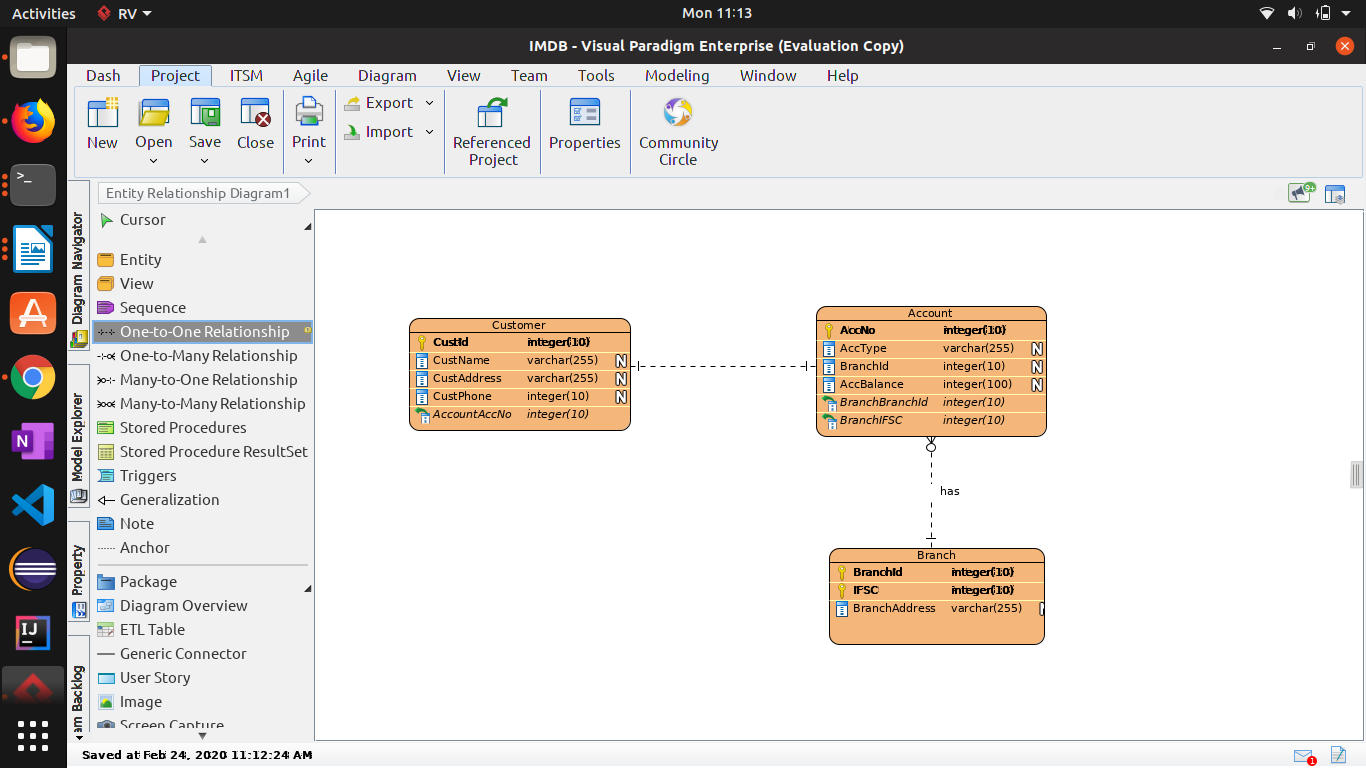 Activities RV Mon 11:13
IMDB - Visual Paradigm Enterprise (Evaluation Copy)
Dash Project ITSM Agile Diagram View Team Tools Modeling Window Help
New Open Save Close Print Export Import Referenced Project Properties Community Circle
Entity Relationship Diagram1
9+
Diagram Navigator
Model Explorer
Property
am Backlog
Cursor
Entity
View
Sequence
One-to-One Relationship
One-to-Many Relationship
Many-to-One Relationship
Many-to-Many Relationship
Stored Procedures
Stored Procedure ResultSet
Triggers
Generalization
Note
Anchor
Package
Diagram Overview
ETL Table
Generic Connector
User Story
Image
Screen Capture
Customer
CustId integer(10)
CustName varchar(255) N
CustAddress varchar(255) N
CustPhone integer(10) N
AccountAccNo integer(10)
Account
AccNo integer(10)
AccType varchar(255) N
BranchId integer(10) N
AccBalance integer(100) N
BranchBranchId integer(10)
BranchIFSC integer(10)
has
Branch
BranchId integer(10)
IFSC integer(10)
BranchAddress varchar(255) N
Saved at Feb 24, 2020 11:12:24 AM
1